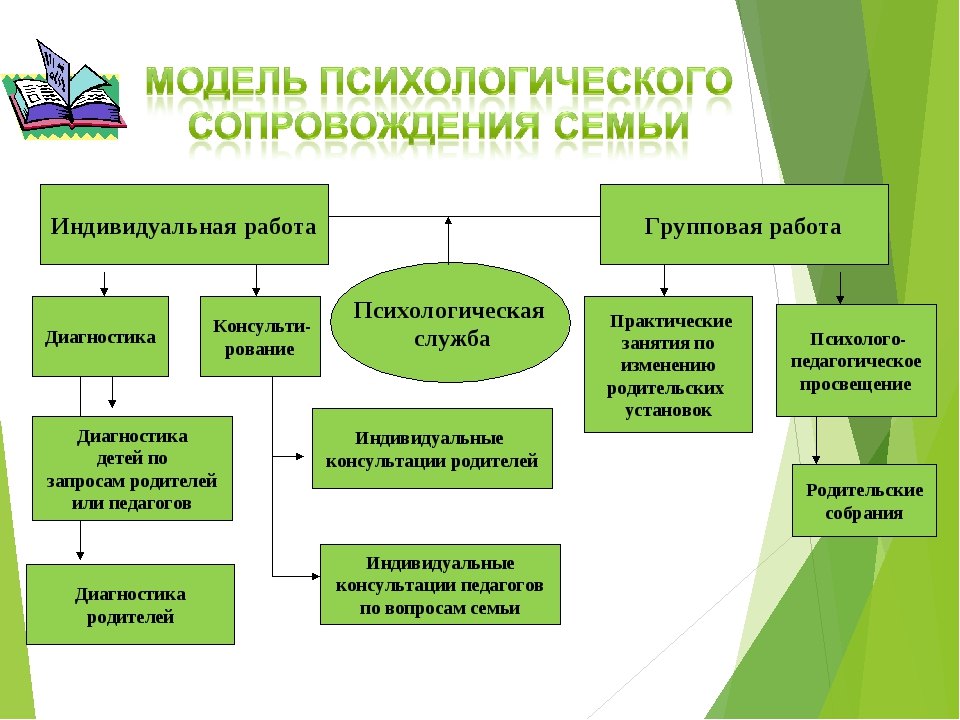 МОДЕЛЬ ПСИХОЛОГИЧЕСКОГО
СОПРОВОЖДЕНИЯ СЕМЬИ
Индивидуальная работа
Групповая работа
Психологическая
служба
Диагностика
Консульти-
рование
Практические
занятия по
изменению
родительских
установок
Психолого-
педагогическое
просвещение
Диагностика
детей по
запросам родителей
или педагогов
Индивидуальные
консультации родителей
Родительские
собрания
Диагностика
родителей
Индивидуальные
консультации педагогов
по вопросам семьи